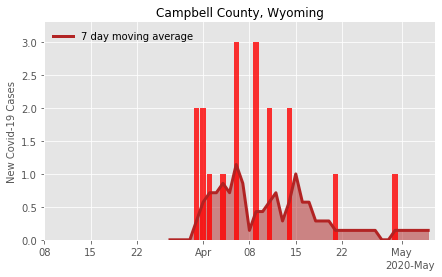 Campbell County, Wyoming
7 day moving average
New Covid-19 Cases
3.0
2.5
2.0
1.5
1.0
0.5
0.0
08 15 22 Apr 08 15 22 May
2020-May